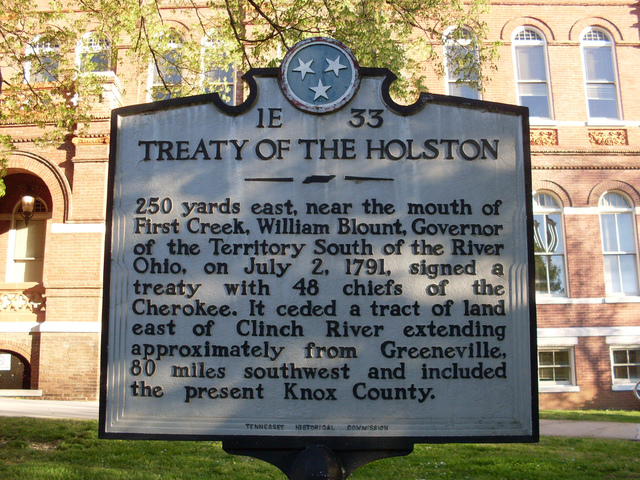 1E 33
TREATY OF THE HOLSTON
250 yards east, near the mouth of
First Creek, William Blount, Governor
of the Territory South of the River
Ohio, on July 2, 1791, signed a
treaty with 48 chiefs of the
Cherokee. It ceded a tract of land
east of Clinch River extending
approximately from Greeneville,
80 miles southwest and included
the present Knox County.
TENNESSEE HISTORICAL COMMISSION